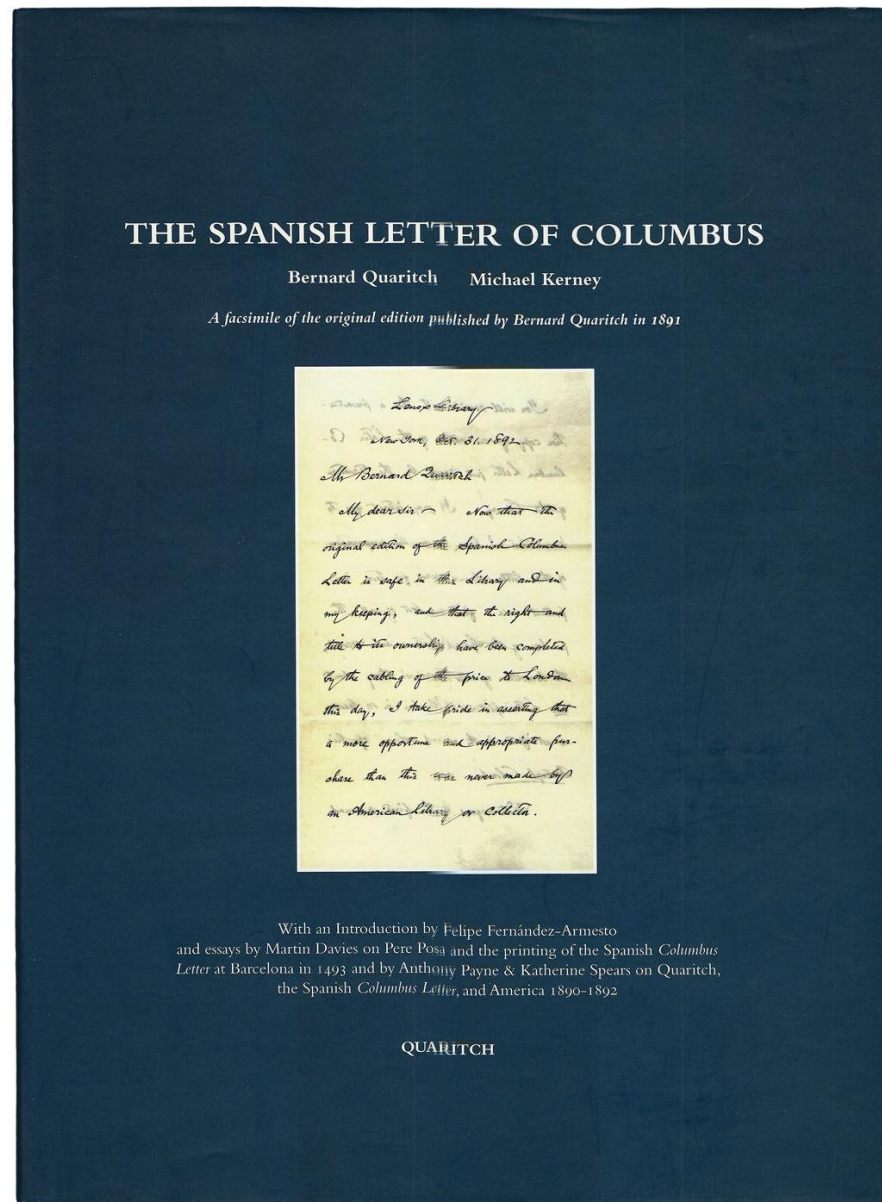 THE SPANISH LETTER OF COLUMBUS
Bernard Quaritch Michael Kerney
A facsimile of the original edition published by Bernard Quaritch in 1891
Lenox Library
New York, Oct. 31. 1892.
Mr Bernard Quaritch
My dear sir — Now that the
original edition of the Spanish Columbus
Letter is safe in this Library and in
my keeping, and that the right and
title to its ownership have been completed
by the cabling of the price to London
this day, I take pride in asserting that
a more opportune and appropriate pur-
chase than this was never made by
an American Library or Collector.
With an Introduction by Felipe Fernández-Armesto
and essays by Martin Davies on Pere Posa and the printing of the Spanish Columbus
Letter at Barcelona in 1493 and by Anthony Payne & Katherine Spears on Quaritch,
the Spanish Columbus Letter, and America 1890-1892
QUARITCH